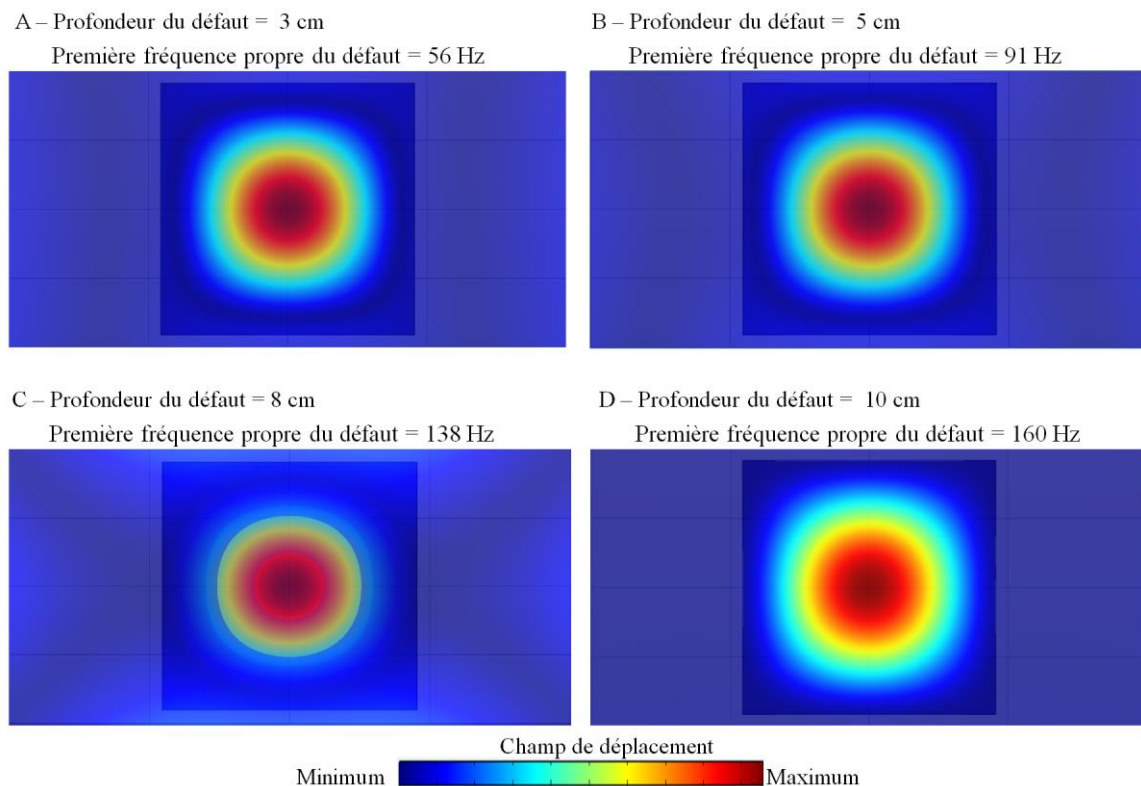 A – Profondeur du défaut = 3 cm
Première fréquence propre du défaut = 56 Hz
B – Profondeur du défaut = 5 cm
Première fréquence propre du défaut = 91 Hz
C – Profondeur du défaut = 8 cm
Première fréquence propre du défaut = 138 Hz
D – Profondeur du défaut = 10 cm
Première fréquence propre du défaut = 160 Hz
Champ de déplacement
Minimum Maximum